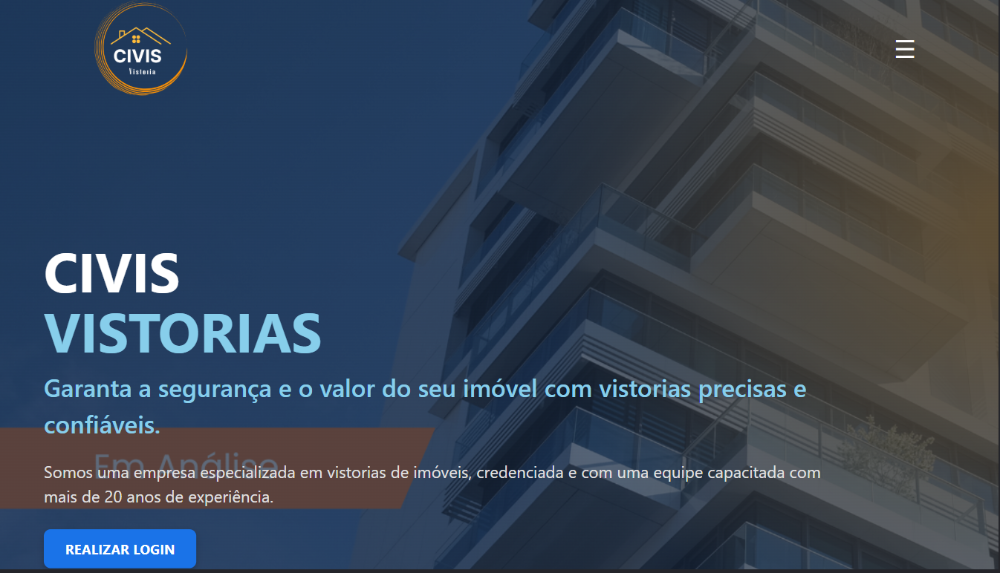 CIVIS
Vistoria
☰
CIVIS
VISTORIAS
Garanta a segurança e o valor do seu imóvel com vistorias precisas e
confiáveis.
Em Análise
Somos uma empresa especializada em vistorias de imóveis, credenciada e com uma equipe capacitada com
mais de 20 anos de experiência.
REALIZAR LOGIN